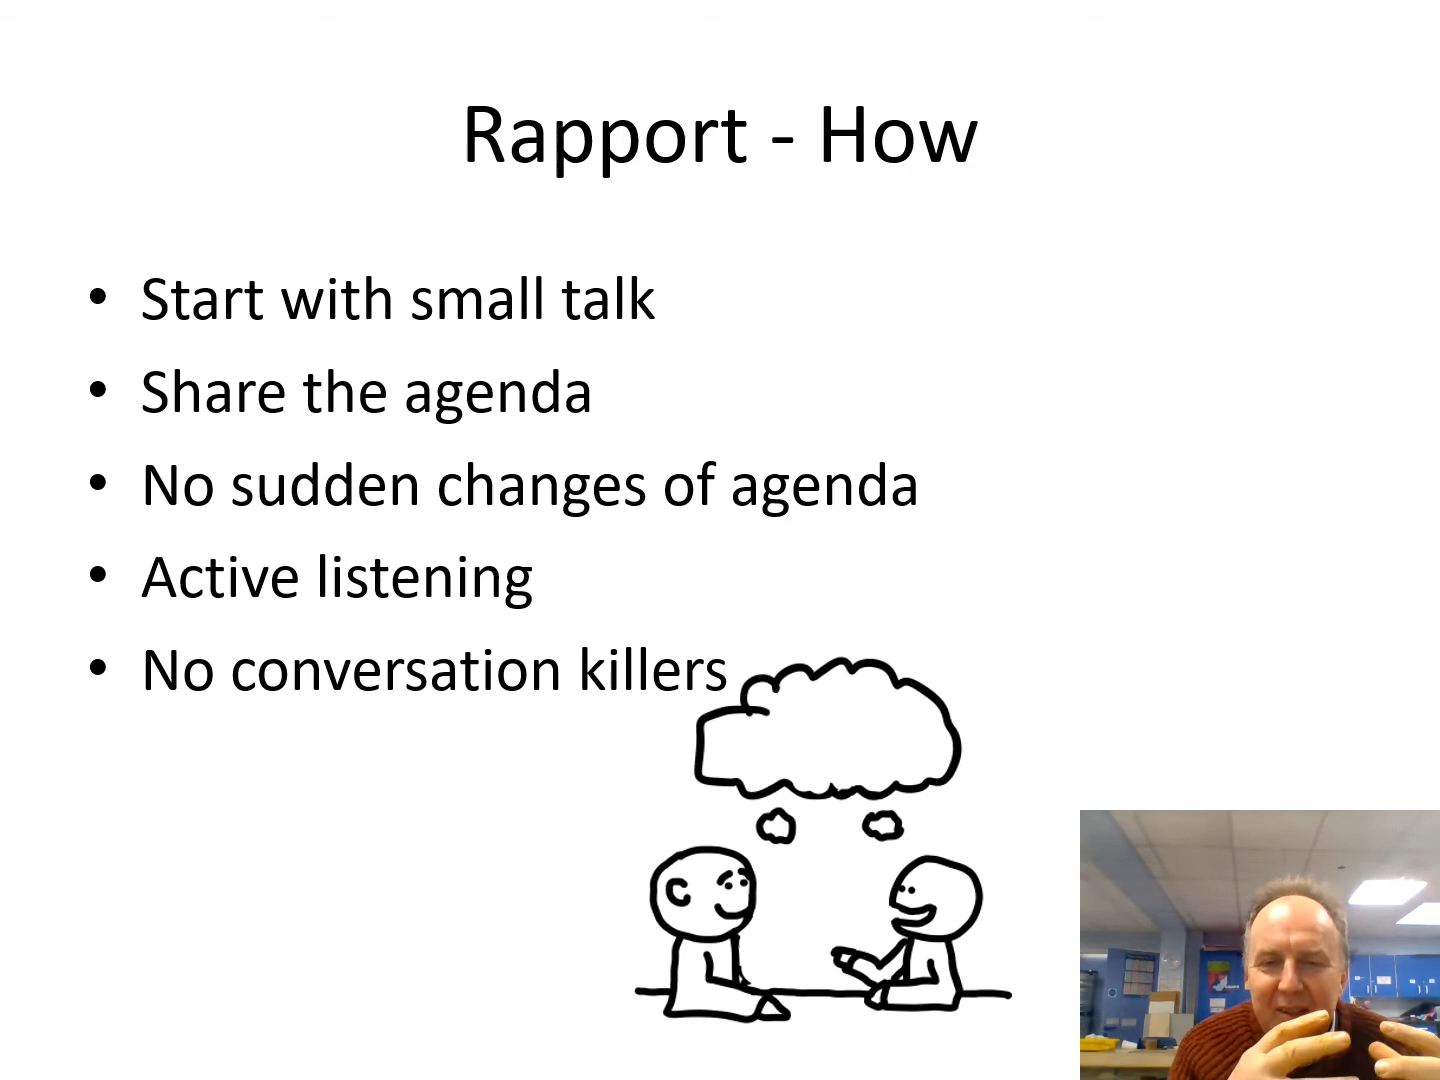 Rapport - How
• Start with small talk
• Share the agenda
• No sudden changes of agenda
• Active listening
• No conversation killers